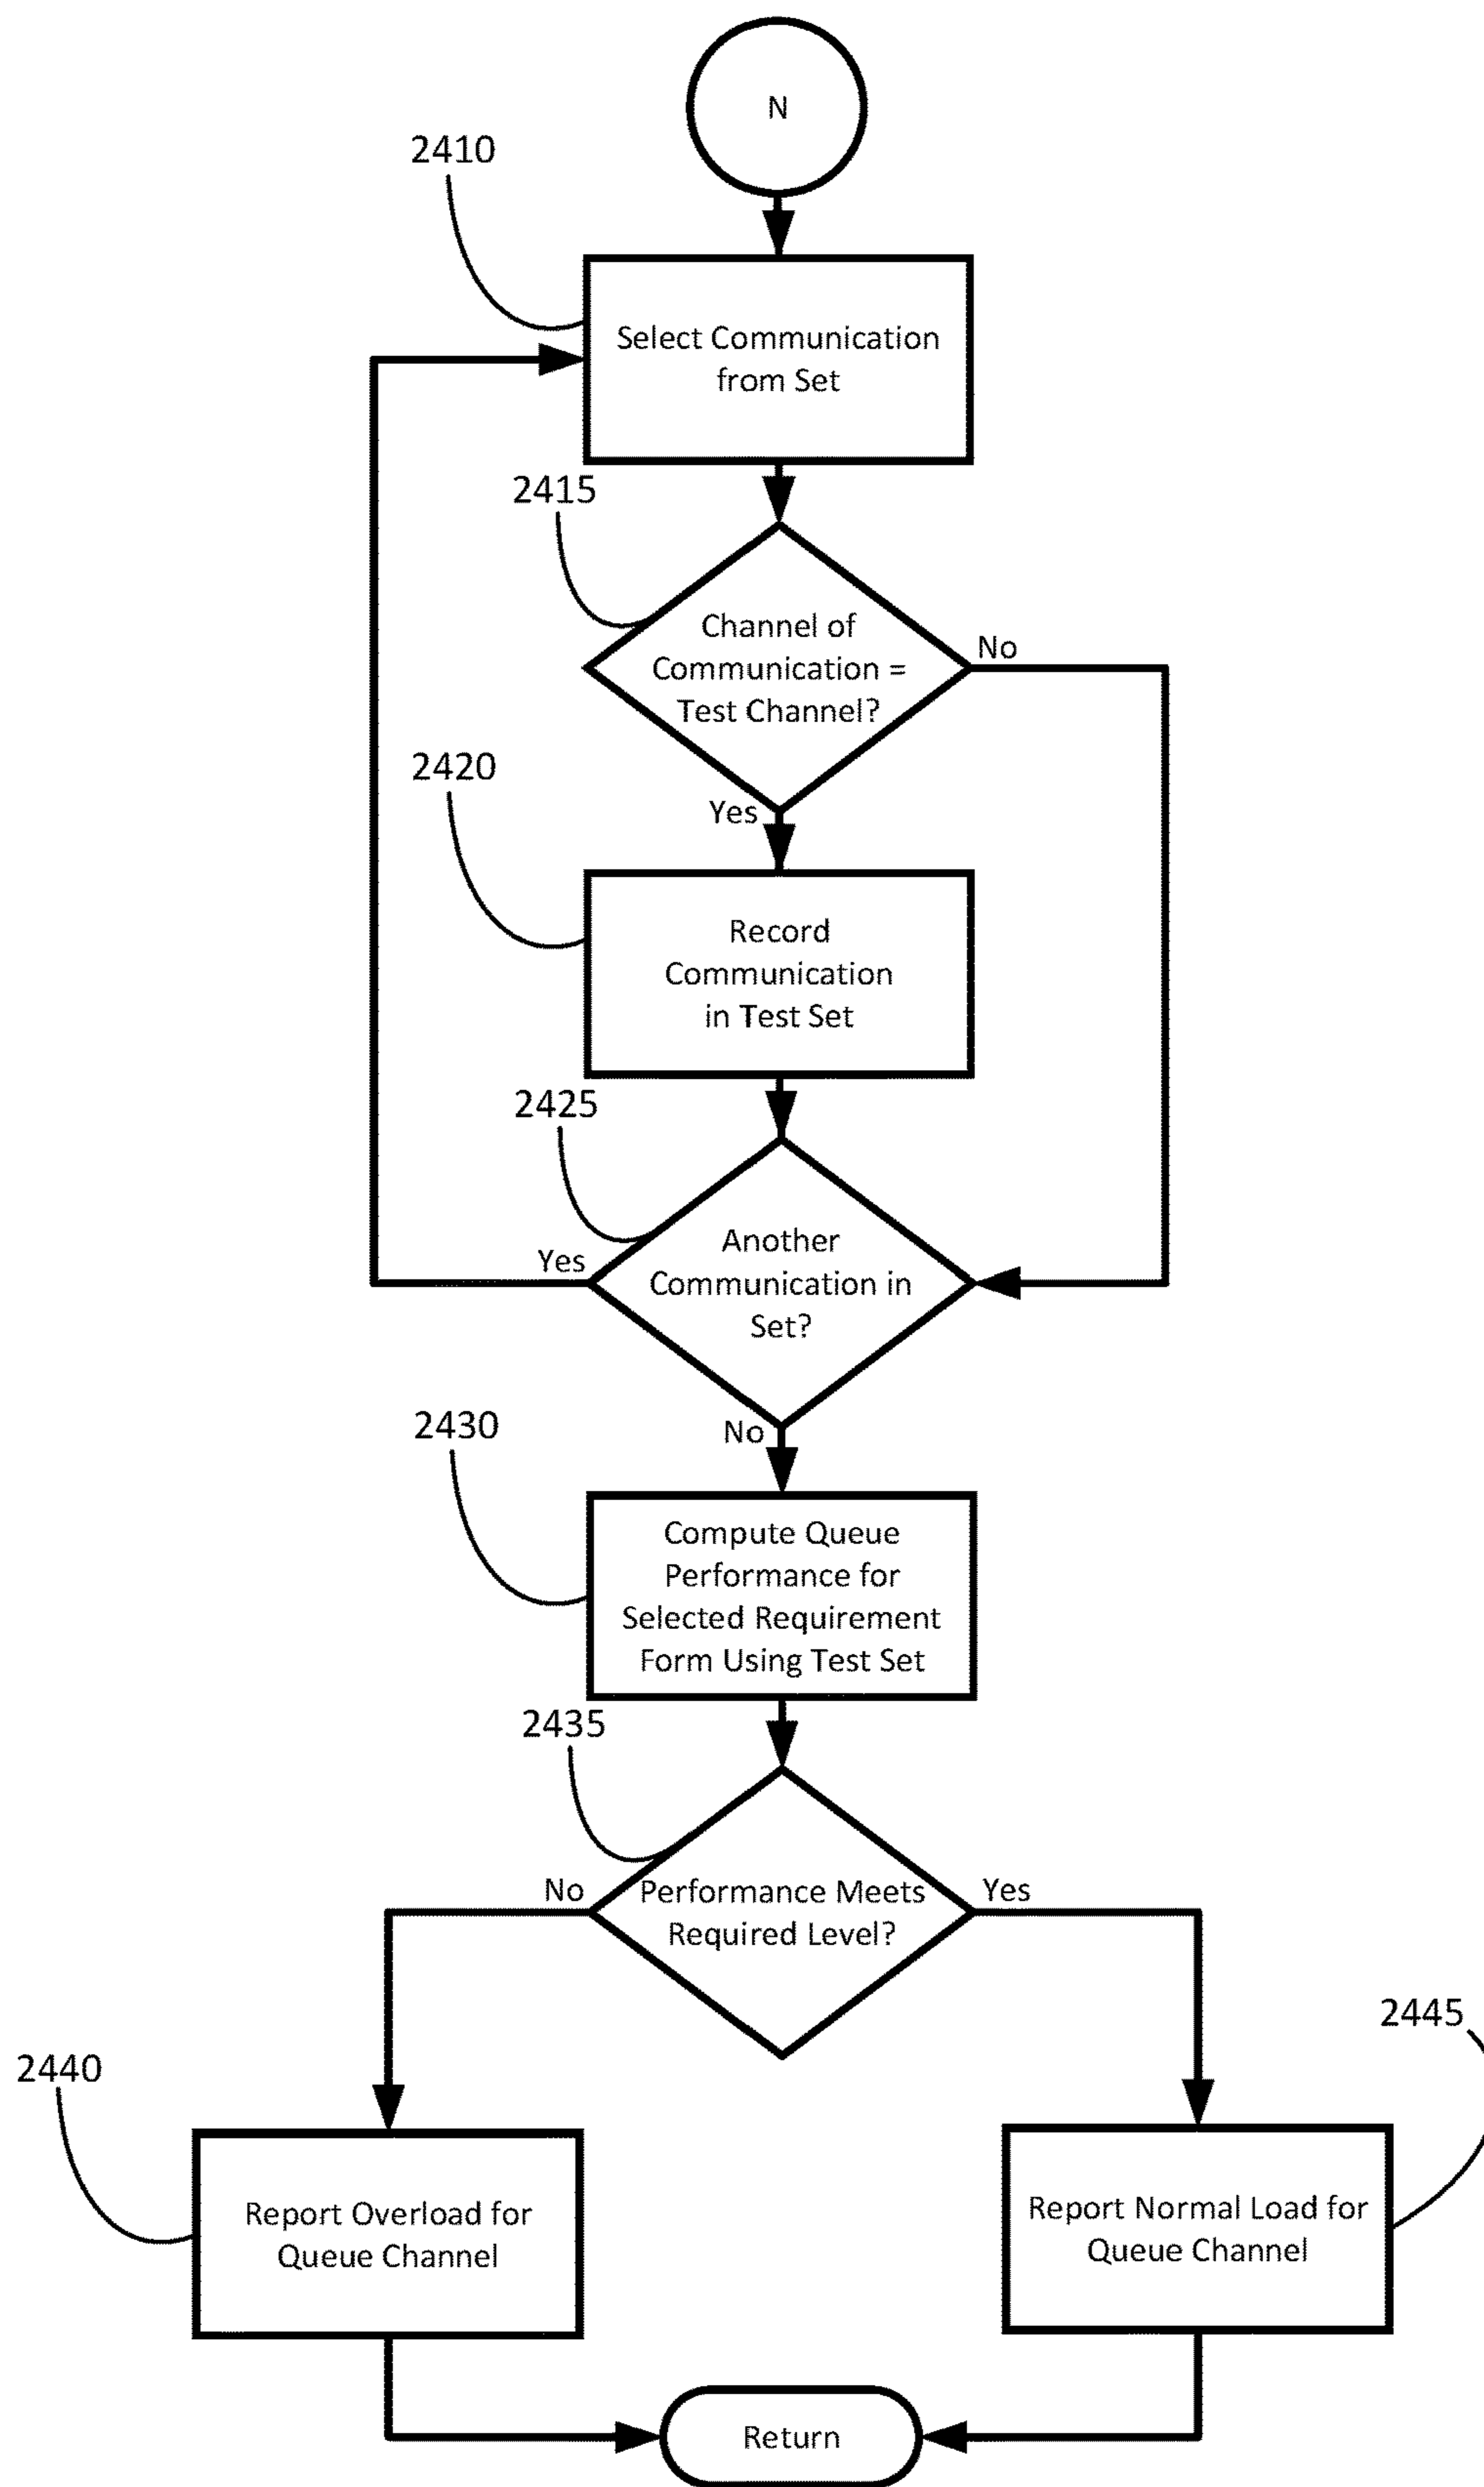 N
2410
Select Communication
from Set
2415
Channel of
Communication =
Test Channel?
No
Yes
2420
Record
Communication
in Test Set
2425
Another
Communication in
Set?
Yes
No
2430
Compute Queue
Performance for
Selected Requirement
Form Using Test Set
2435
Performance Meets
Required Level?
No
Yes
2440
2445
Report Overload for
Queue Channel
Report Normal Load for
Queue Channel
Return